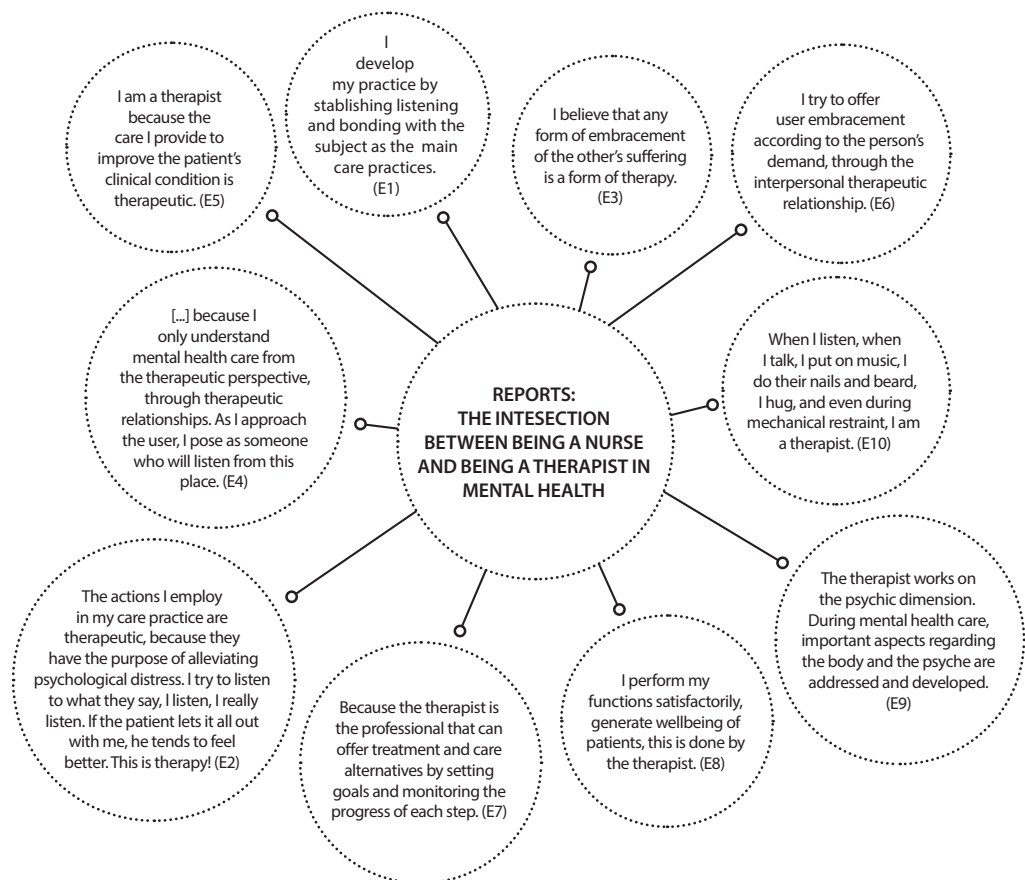 I am a therapist
because the
care I provide to
improve the patient's
clinical condition is
therapeutic. (E5)
I
develop
my practice by
stablishing listening
and bonding with the
subject as the main
care practices.
(E1)
I believe that any
form of embracement
of the other's suffering
is a form of therapy.
(E3)
I try to offer
user embracement
according to the person's
demand, through the
interpersonal therapeutic
relationship. (E6)
[...] because I
only understand
mental health care from
the therapeutic perspective,
through therapeutic
relationships. As I approach
the user, I pose as someone
who will listen from this
place. (E4)
REPORTS:
THE INTESECTION
BETWEEN BEING A NURSE
AND BEING A THERAPIST IN
MENTAL HEALTH
When I listen, when
I talk, I put on music, I
do their nails and beard,
I hug, and even during
mechanical restraint, I am
a therapist. (E10)
The actions I employ
in my care practice are
therapeutic, because they
have the purpose of alleviating
psychological distress. I try to listen
to what they say, I listen, I really
listen. If the patient lets it all out
with me, he tends to feel
better. This is therapy! (E2)
Because the therapist is
the professional that can
offer treatment and care
alternatives by setting
goals and monitoring the
progress of each step. (E7)
I perform my
functions satisfactorily,
generate wellbeing of
patients, this is done by
the therapist. (E8)
The therapist works on
the psychic dimension.
During mental health care,
important aspects regarding
the body and the psyche are
addressed and developed.
(E9)